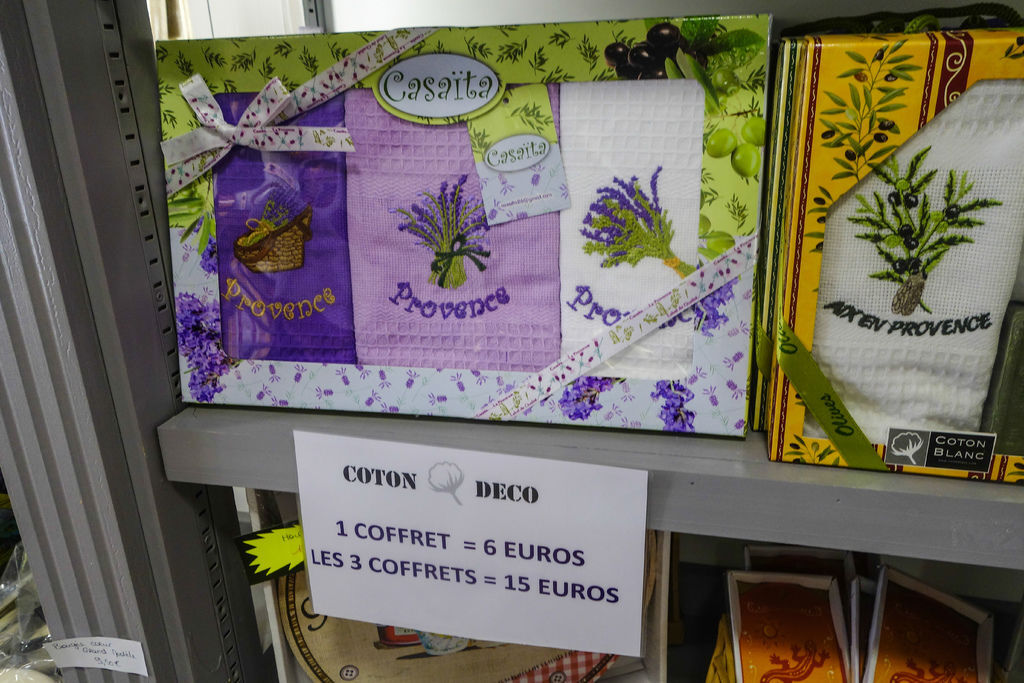 Casaïta
Casaïta
Provence
Provence
AIX EN PROVENCE
Olives
COTON
BLANC
COTON DECO
1 COFFRET = 6 EUROS
LES 3 COFFRETS = 15 EUROS